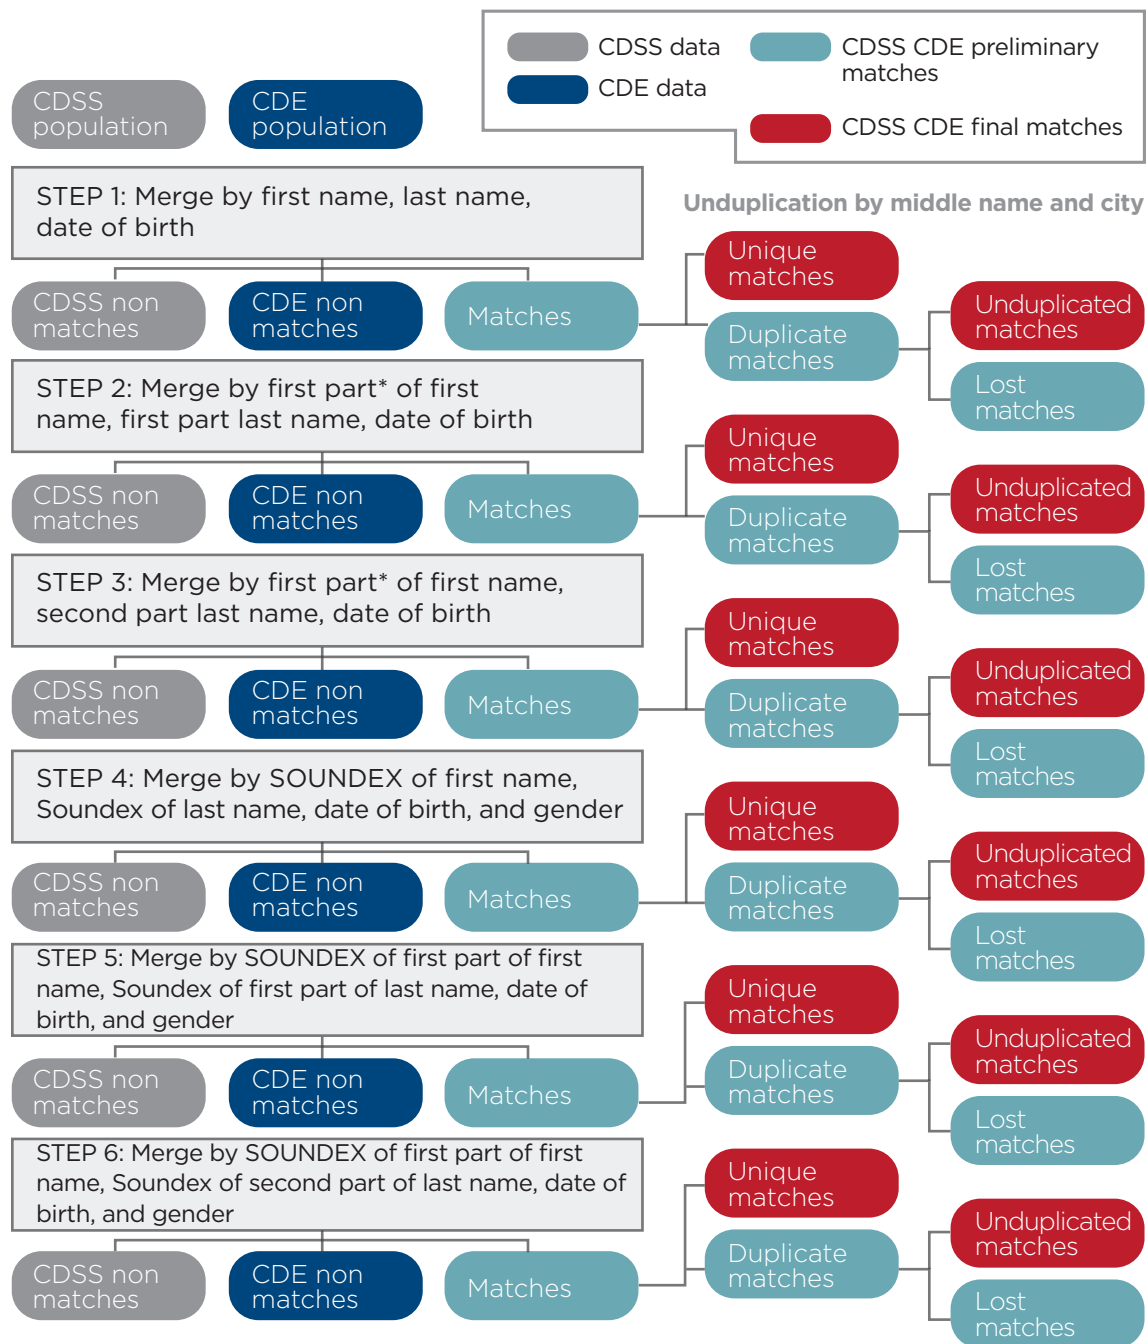 CDSS data
CDE data
CDSS CDE preliminary
matches
CDSS CDE final matches
CDSS
population
CDE
population
STEP 1: Merge by first name, last name,
date of birth
Unduplication by middle name and city
CDSS non
matches
CDE non
matches
Matches
Unique
matches
Duplicate
matches
Unduplicated
matches
Lost
matches
STEP 2: Merge by first part* of first
name, first part last name, date of birth
CDSS non
matches
CDE non
matches
Matches
Unique
matches
Duplicate
matches
Unduplicated
matches
Lost
matches
STEP 3: Merge by first part* of first name,
second part last name, date of birth
CDSS non
matches
CDE non
matches
Matches
Unique
matches
Duplicate
matches
Unduplicated
matches
Lost
matches
STEP 4: Merge by SOUNDEX of first name,
Soundex of last name, date of birth, and gender
CDSS non
matches
CDE non
matches
Matches
Unique
matches
Duplicate
matches
Unduplicated
matches
Lost
matches
STEP 5: Merge by SOUNDEX of first part of first
name, Soundex of first part of last name, date of
birth, and gender
CDSS non
matches
CDE non
matches
Matches
Unique
matches
Duplicate
matches
Unduplicated
matches
Lost
matches
STEP 6: Merge by SOUNDEX of first part of first
name, Soundex of second part of last name, date of
birth, and gender
CDSS non
matches
CDE non
matches
Matches
Unique
matches
Duplicate
matches
Unduplicated
matches
Lost
matches